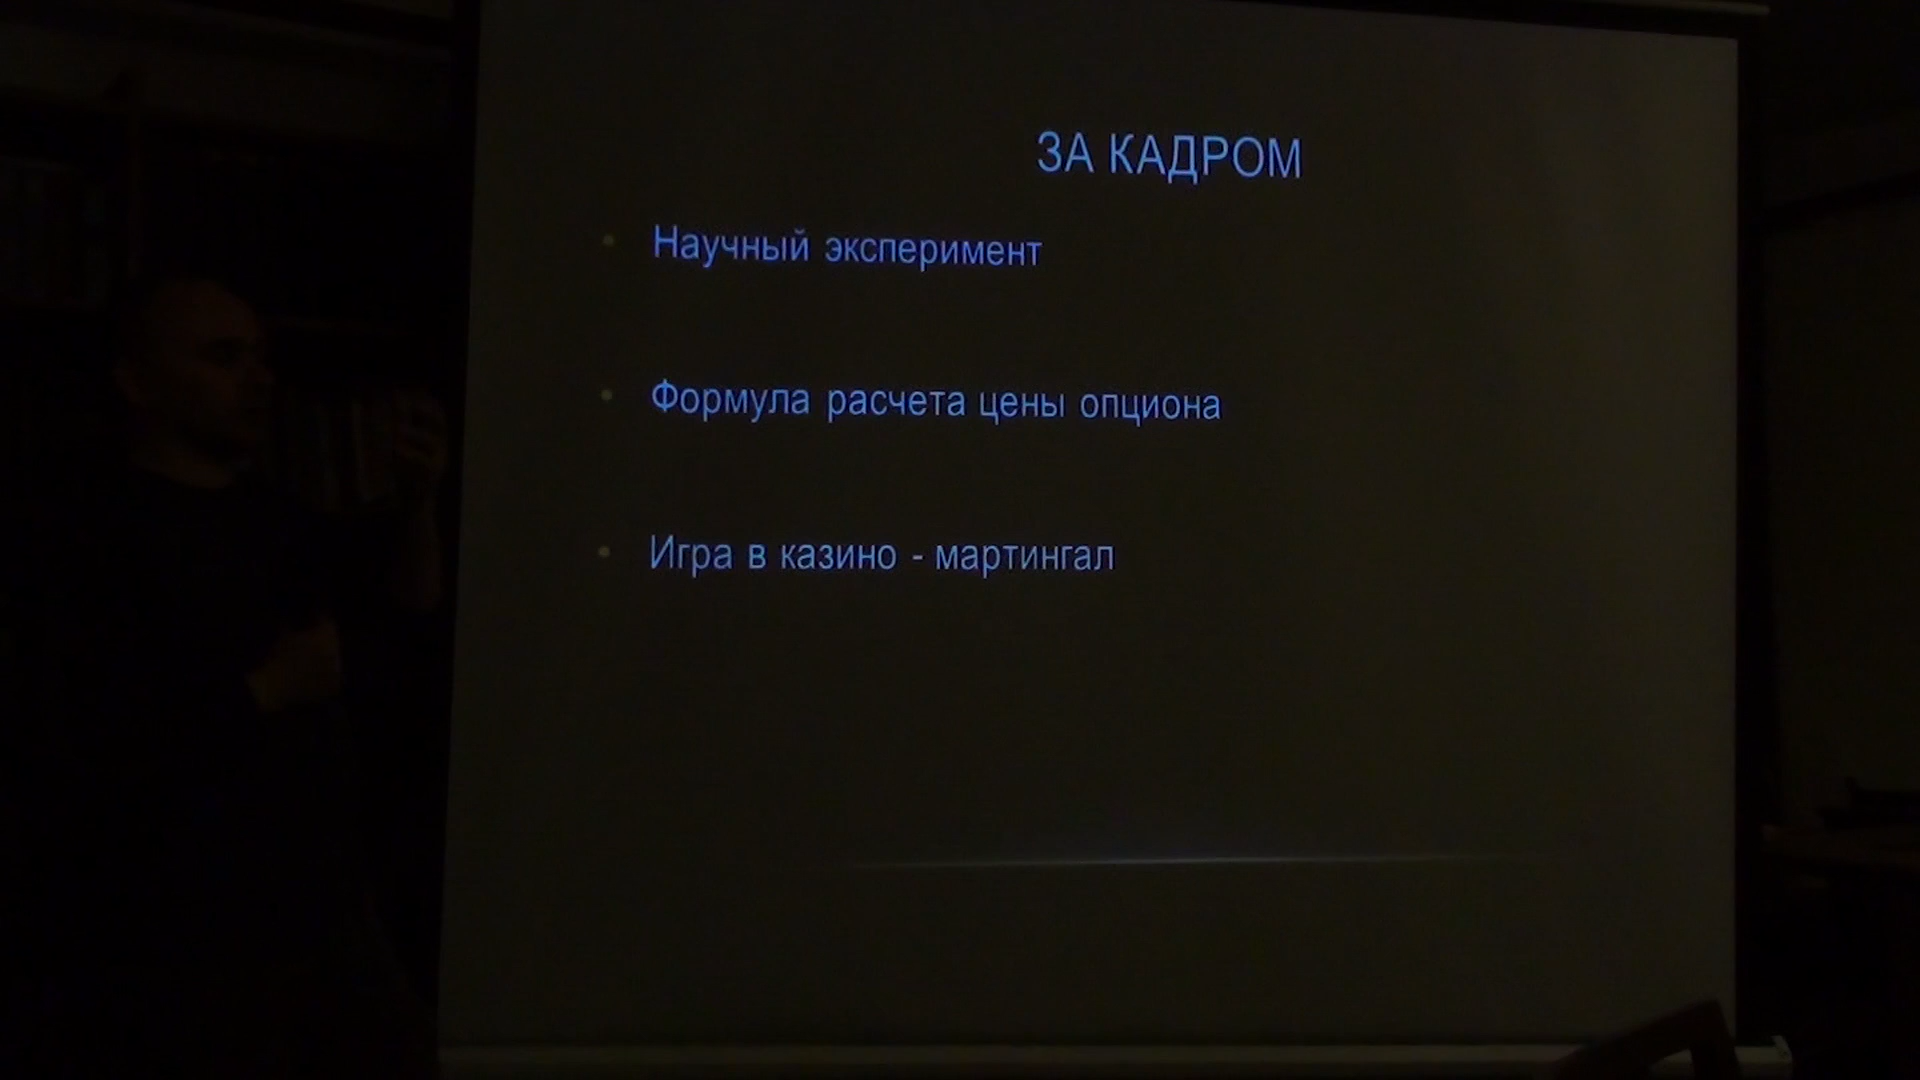 ЗА КАДРОМ
• Научный эксперимент
• Формула расчета цены опциона
• Игра в казино - мартингал